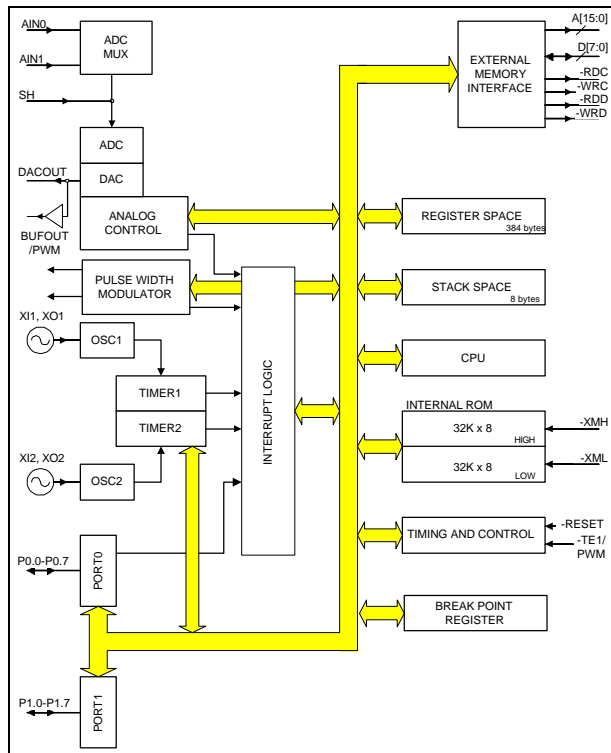 AIN0
AIN1
SH
ADC
MUX
ADC
DAC
DACOUT
BUFOUT
/PWM
ANALOG
CONTROL
PULSE WIDTH
MODULATOR
XI1, XO1
OSC1
TIMER1
TIMER2
XI2, XO2
OSC2
P0.0-P0.7
PORT0
P1.0-P1.7
PORT1
INTERRUPT LOGIC
EXTERNAL
MEMORY
INTERFACE
A[15:0]
D[7:0]
-RDC
-WRC
-RDD
-WRD
REGISTER SPACE
384 bytes
STACK SPACE
8 bytes
CPU
INTERNAL ROM
32K x 8
HIGH
32K x 8
LOW
-XMH
-XML
TIMING AND CONTROL
-RESET
-TE1/
PWM
BREAK POINT
REGISTER